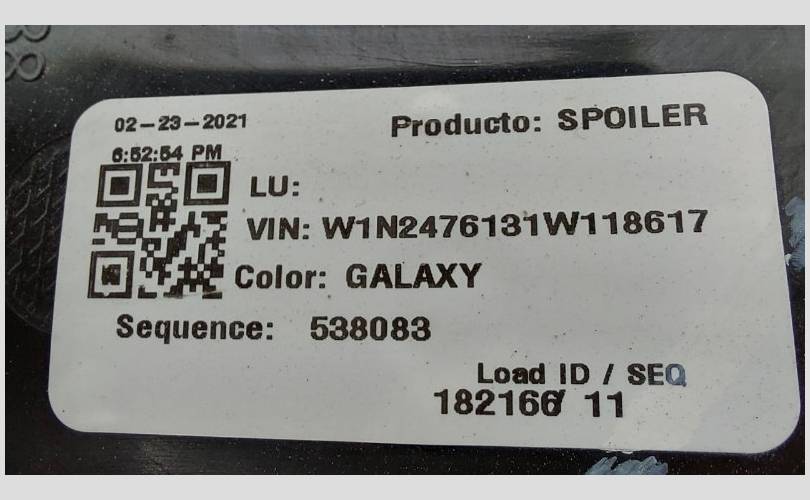 02-23-2021
Producto: SPOILER
6:52:54 PM
LU:
VIN: W1N2476131W118617
Color: GALAXY
Sequence: 538083
Load ID / SEQ
182166/ 11